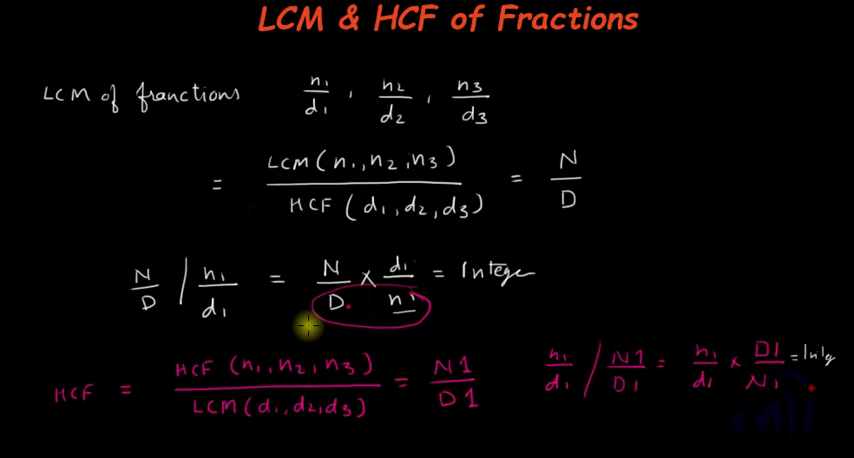 LCM & HCF of Fractions
LCM of franctions n1/d1 , n2/d2 , n3/d3
= LCM(n1,n2,n3) / HCF (d1,d2,d3) = N/D
N/D / n1/d1 = N/D × d1/n1 = Integer
HCF = HCF (n1,n2,n3) / LCM(d1,d2,d3) = N1/D1
n1/d1 / N1/D1 = n1/d1 × D1/N1 =